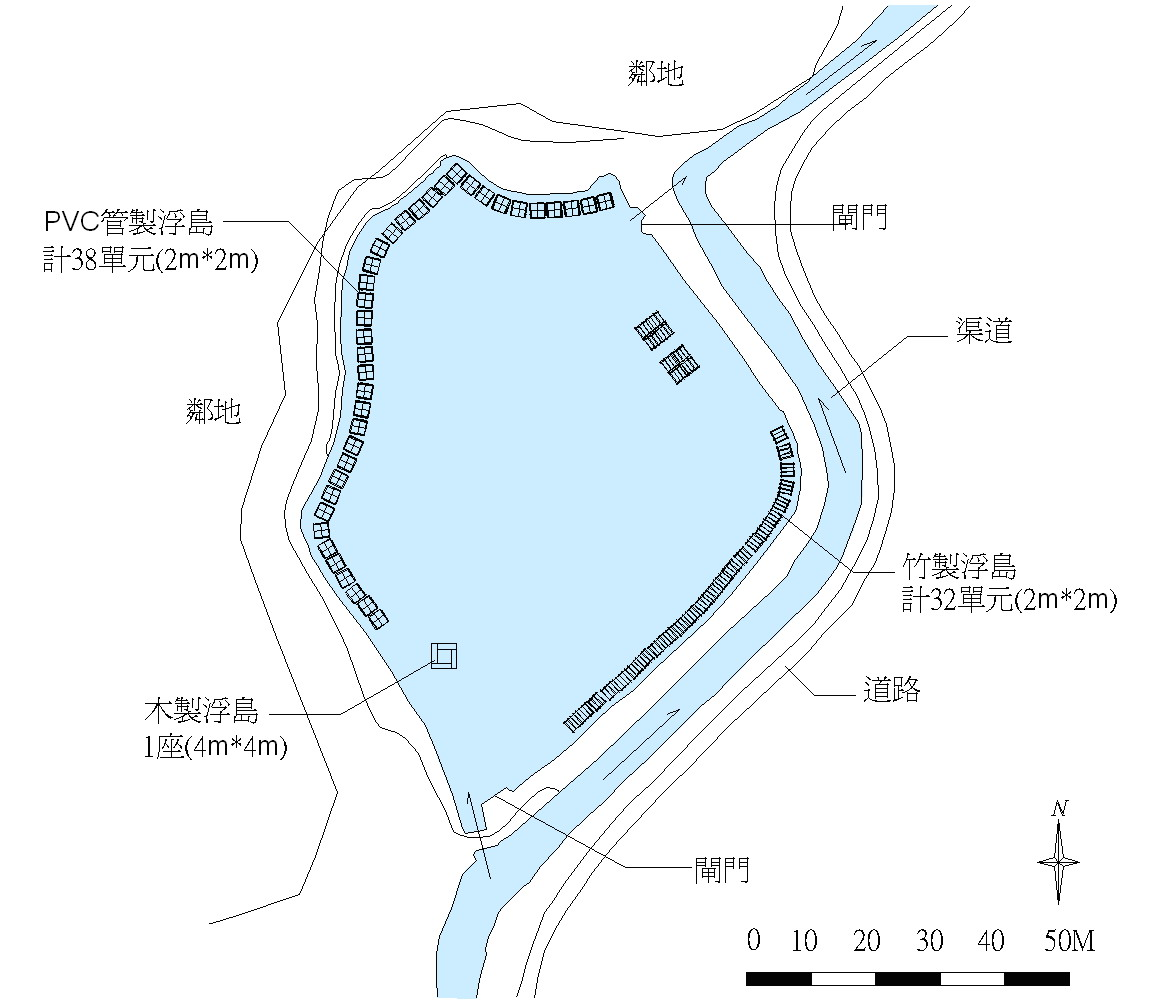 鄰地
PVC管製浮島
計38單元(2m*2m)
閘門
渠道
鄰地
竹製浮島
計32單元(2m*2m)
道路
木製浮島
1座(4m*4m)
閘門
N
0 10 20 30 40 50M